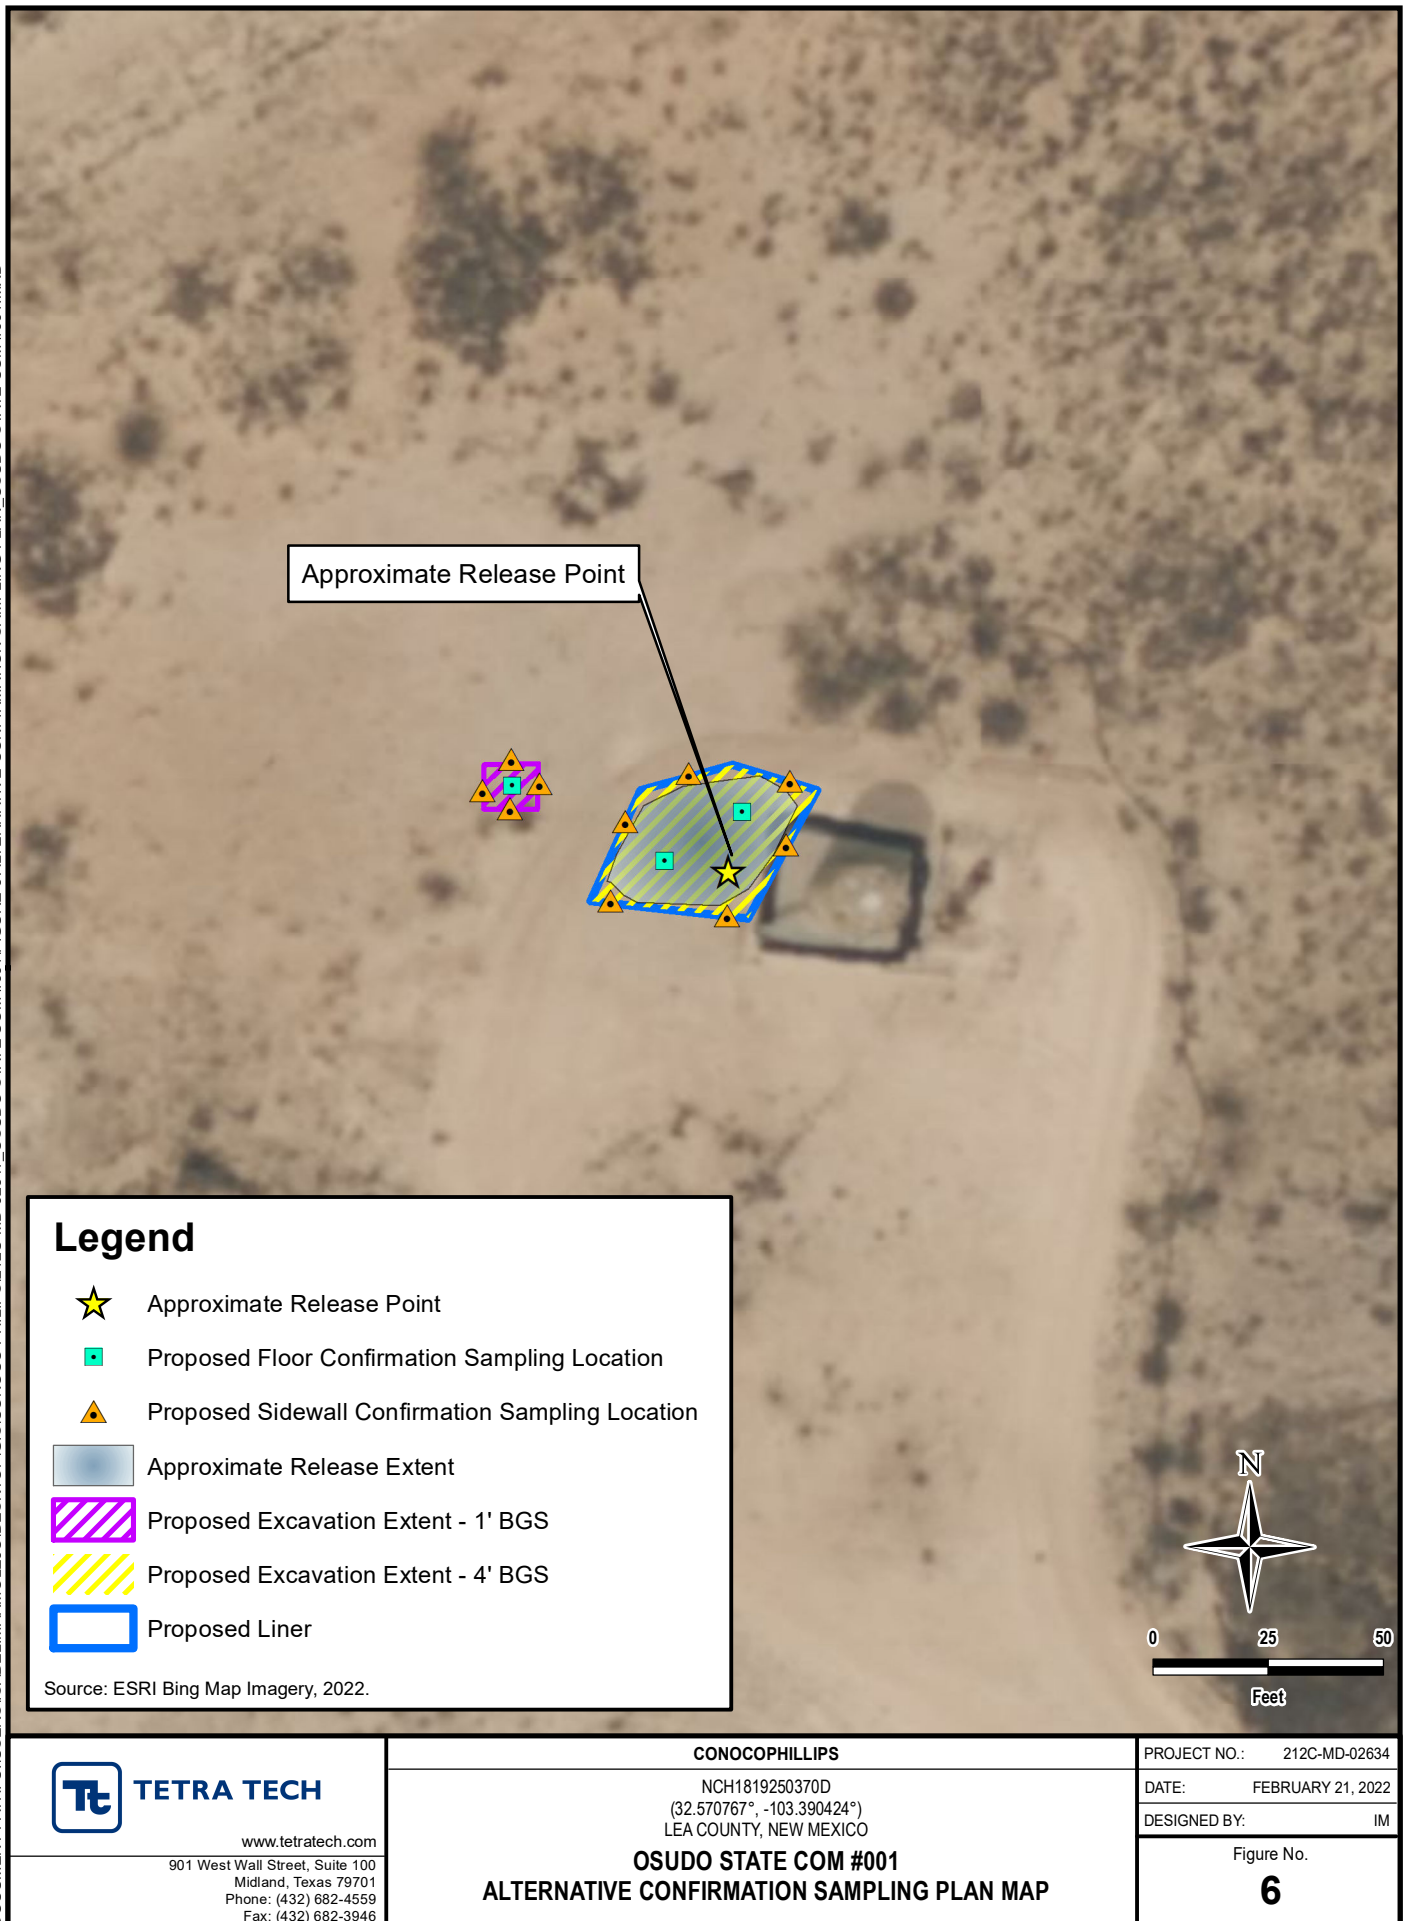 Approximate Release Point
Legend
Approximate Release Point
Proposed Floor Confirmation Sampling Location
Proposed Sidewall Confirmation Sampling Location
Approximate Release Extent
Proposed Excavation Extent - 1' BGS
Proposed Excavation Extent - 4' BGS
Proposed Liner
Source: ESRI Bing Map Imagery, 2022.
N
0 25 50
Feet
Tt TETRA TECH
www.tetratech.com
901 West Wall Street, Suite 100
Midland, Texas 79701
Phone: (432) 682-4559
Fax: (432) 682-3946
CONOCOPHILLIPS
NCH1819250370D
(32.570767°, -103.390424°)
LEA COUNTY, NEW MEXICO
OSUDO STATE COM #001
ALTERNATIVE CONFIRMATION SAMPLING PLAN MAP
PROJECT NO.: 212C-MD-02634
DATE: FEBRUARY 21, 2022
DESIGNED BY: IM
Figure No.
6